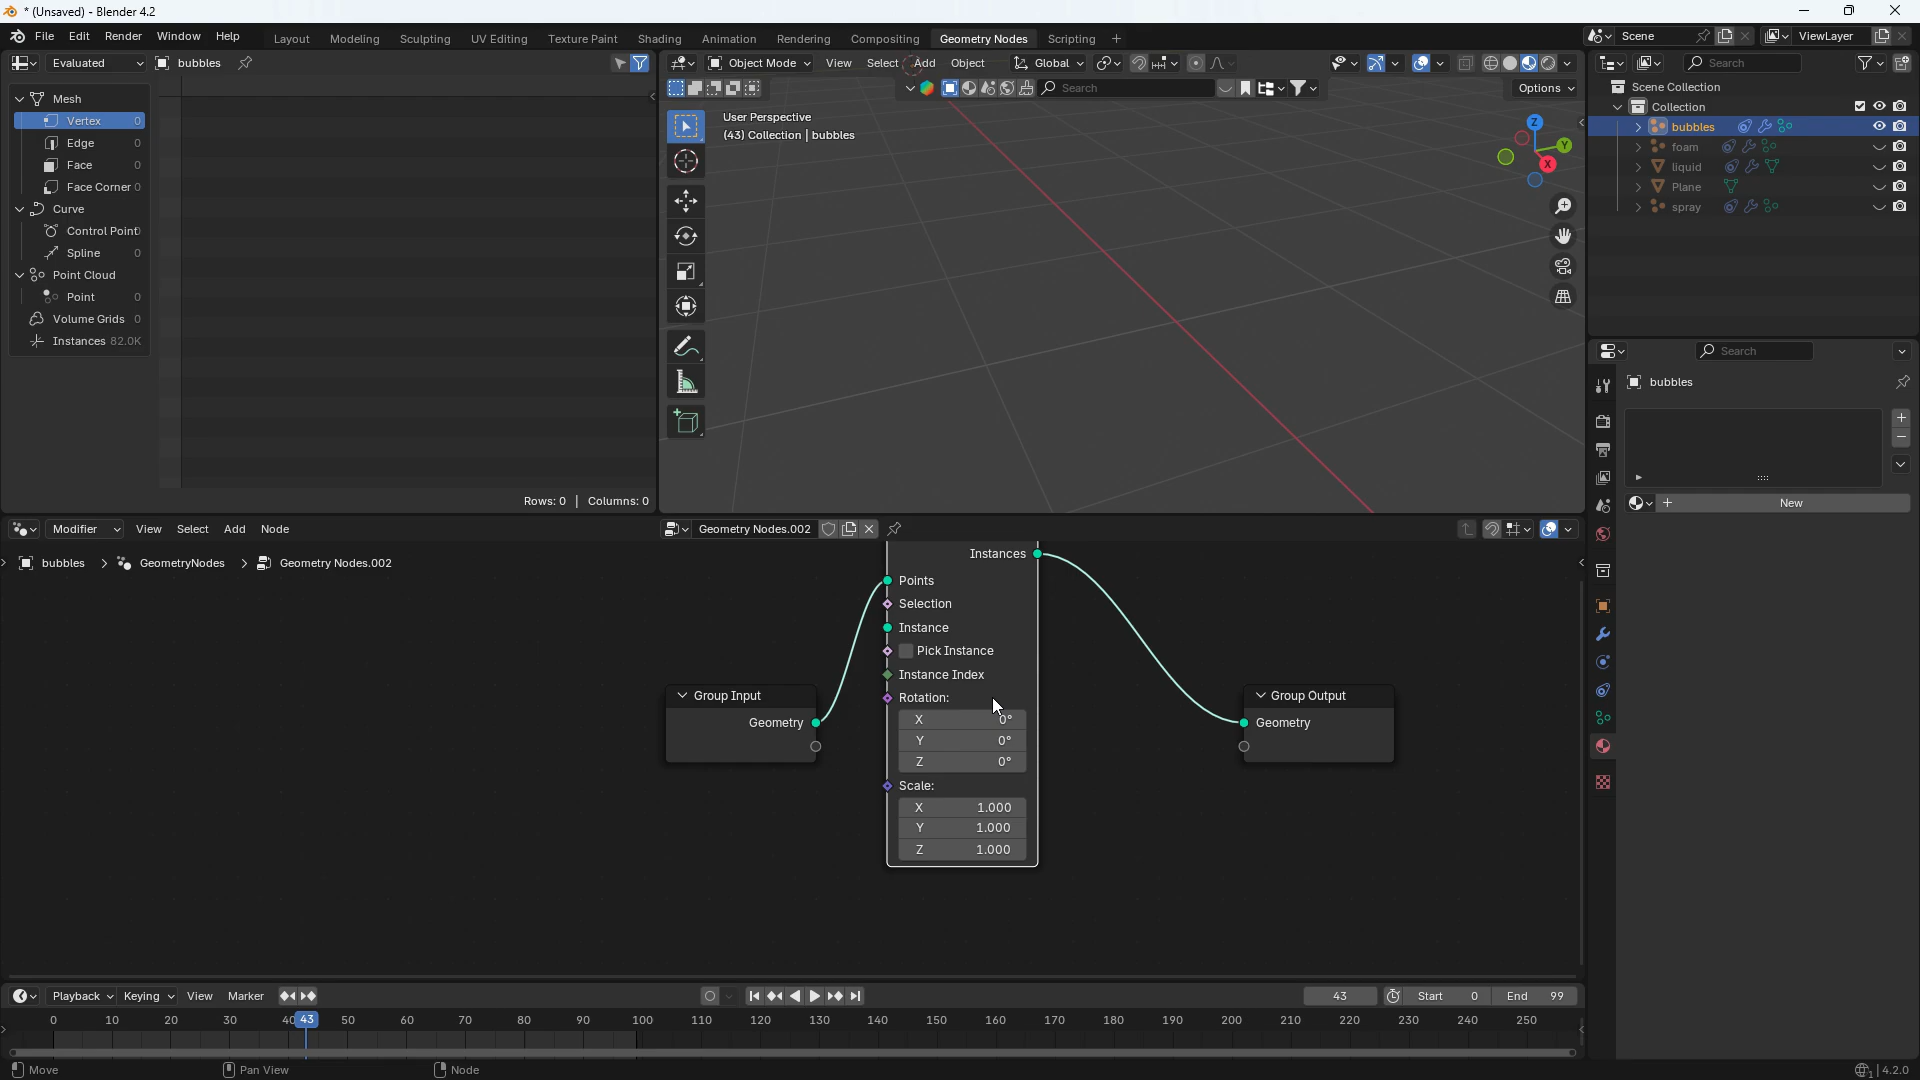 * (Unsaved) - Blender 4.2
File Edit Render Window Help Layout Modeling Sculpting UV Editing Texture Paint Shading Animation Rendering Compositing Geometry Nodes Scripting + Scene ViewLayer
Evaluated bubbles
Mesh
Vertex 0
Edge 0
Face 0
Face Corner 0
Curve
Control Point
Spline 0
Point Cloud
Point 0
Volume Grids 0
Instances 82.0K
Rows: 0 | Columns: 0
Object Mode View Select Add Object Global
Search Options
User Perspective
(43) Collection | bubbles
Z
Y
X
Search
Scene Collection
Collection
bubbles
foam
liquid
Plane
spray
Search
bubbles
+ New
Modifier View Select Add Node Geometry Nodes.002
bubbles > GeometryNodes > Geometry Nodes.002
Group Input
Geometry
Instances
Points
Selection
Instance
Pick Instance
Instance Index
Rotation:
X 0°
Y 0°
Z 0°
Scale:
X 1.000
Y 1.000
Z 1.000
Group Output
Geometry
Playback Keying View Marker 43 Start 0 End 99
0 10 20 30 40 43 50 60 70 80 90 100 110 120 130 140 150 160 170 180 190 200 210 220 230 240 250
Move Pan View Node 4.2.0